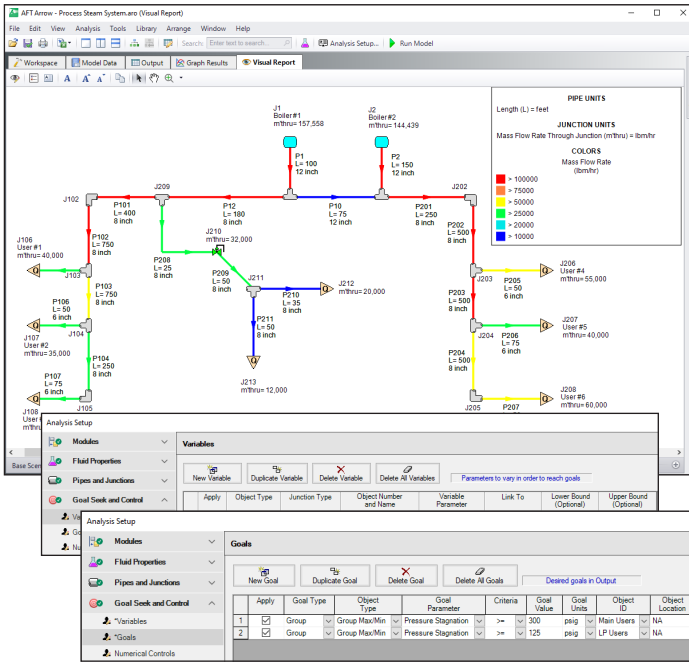 AFT Arrow - Process Steam System.aro (Visual Report)
File Edit View Analysis Tools Library Arrange Window Help
Search: Enter text to search... Analysis Setup... Run Model
Workspace Model Data Output Graph Results Visual Report
PIPE UNITS
Length (L) = feet
JUNCTION UNITS
Mass Flow Rate Through Junction (m'thru) = lbm/hr
COLORS
Mass Flow Rate
(lbm/hr)
> 100000
> 75000
> 50000
> 25000
> 20000
> 10000
J1
Boiler #1
m'thru= 157,558
J2
Boiler #2
m'thru= 144,439
P1
L= 100
12 inch
P2
L= 150
12 inch
J102
J209
J202
P101
L= 400
8 inch
P12
L= 180
8 inch
P10
L= 75
12 inch
P201
L= 250
8 inch
P102
L= 750
8 inch
J210
m'thru= 32,000
P202
L= 500
8 inch
J106
User #1
m'thru= 40,000
J103
P208
L= 25
8 inch
P209
L= 50
8 inch
J211
J212
m'thru= 20,000
P210
L= 35
8 inch
J203
P205
L= 50
6 inch
J206
User #4
m'thru= 55,000
P103
L= 750
8 inch
P106
L= 50
6 inch
P211
L= 50
8 inch
P203
L= 500
8 inch
J107
User #2
m'thru= 35,000
J104
J204
P206
L= 75
6 inch
J207
User #5
m'thru= 40,000
P104
L= 250
8 inch
P107
L= 75
6 inch
J213
m'thru= 12,000
P204
L= 500
8 inch
J108
User
m'thru
J105
J205
P207
J208
User #6
m'thru= 60,000
Base Scen
Analysis Setup
Modules
Fluid Properties
Pipes and Junctions
Goal Seek and Control
Va
Go
Nu
Variables
New Variable Duplicate Variable Delete Variable Delete All Variables Parameters to vary in order to reach goals
Apply Object Type Junction Type Object Number and Name Variable Parameter Link To Lower Bound (Optional) Upper Bound (Optional)
Analysis Setup
Modules
Fluid Properties
Pipes and Junctions
Goal Seek and Control
*Variables
*Goals
Numerical Controls
Goals
New Goal Duplicate Goal Delete Goal Delete All Goals Desired goals in Output
Apply Goal Type Object Type Goal Parameter Criteria Goal Value Goal Units Object ID Object Location
1 Group Group Max/Min Pressure Stagnation >= 300 psig Main Users NA
2 Group Group Max/Min Pressure Stagnation >= 125 psig LP Users NA